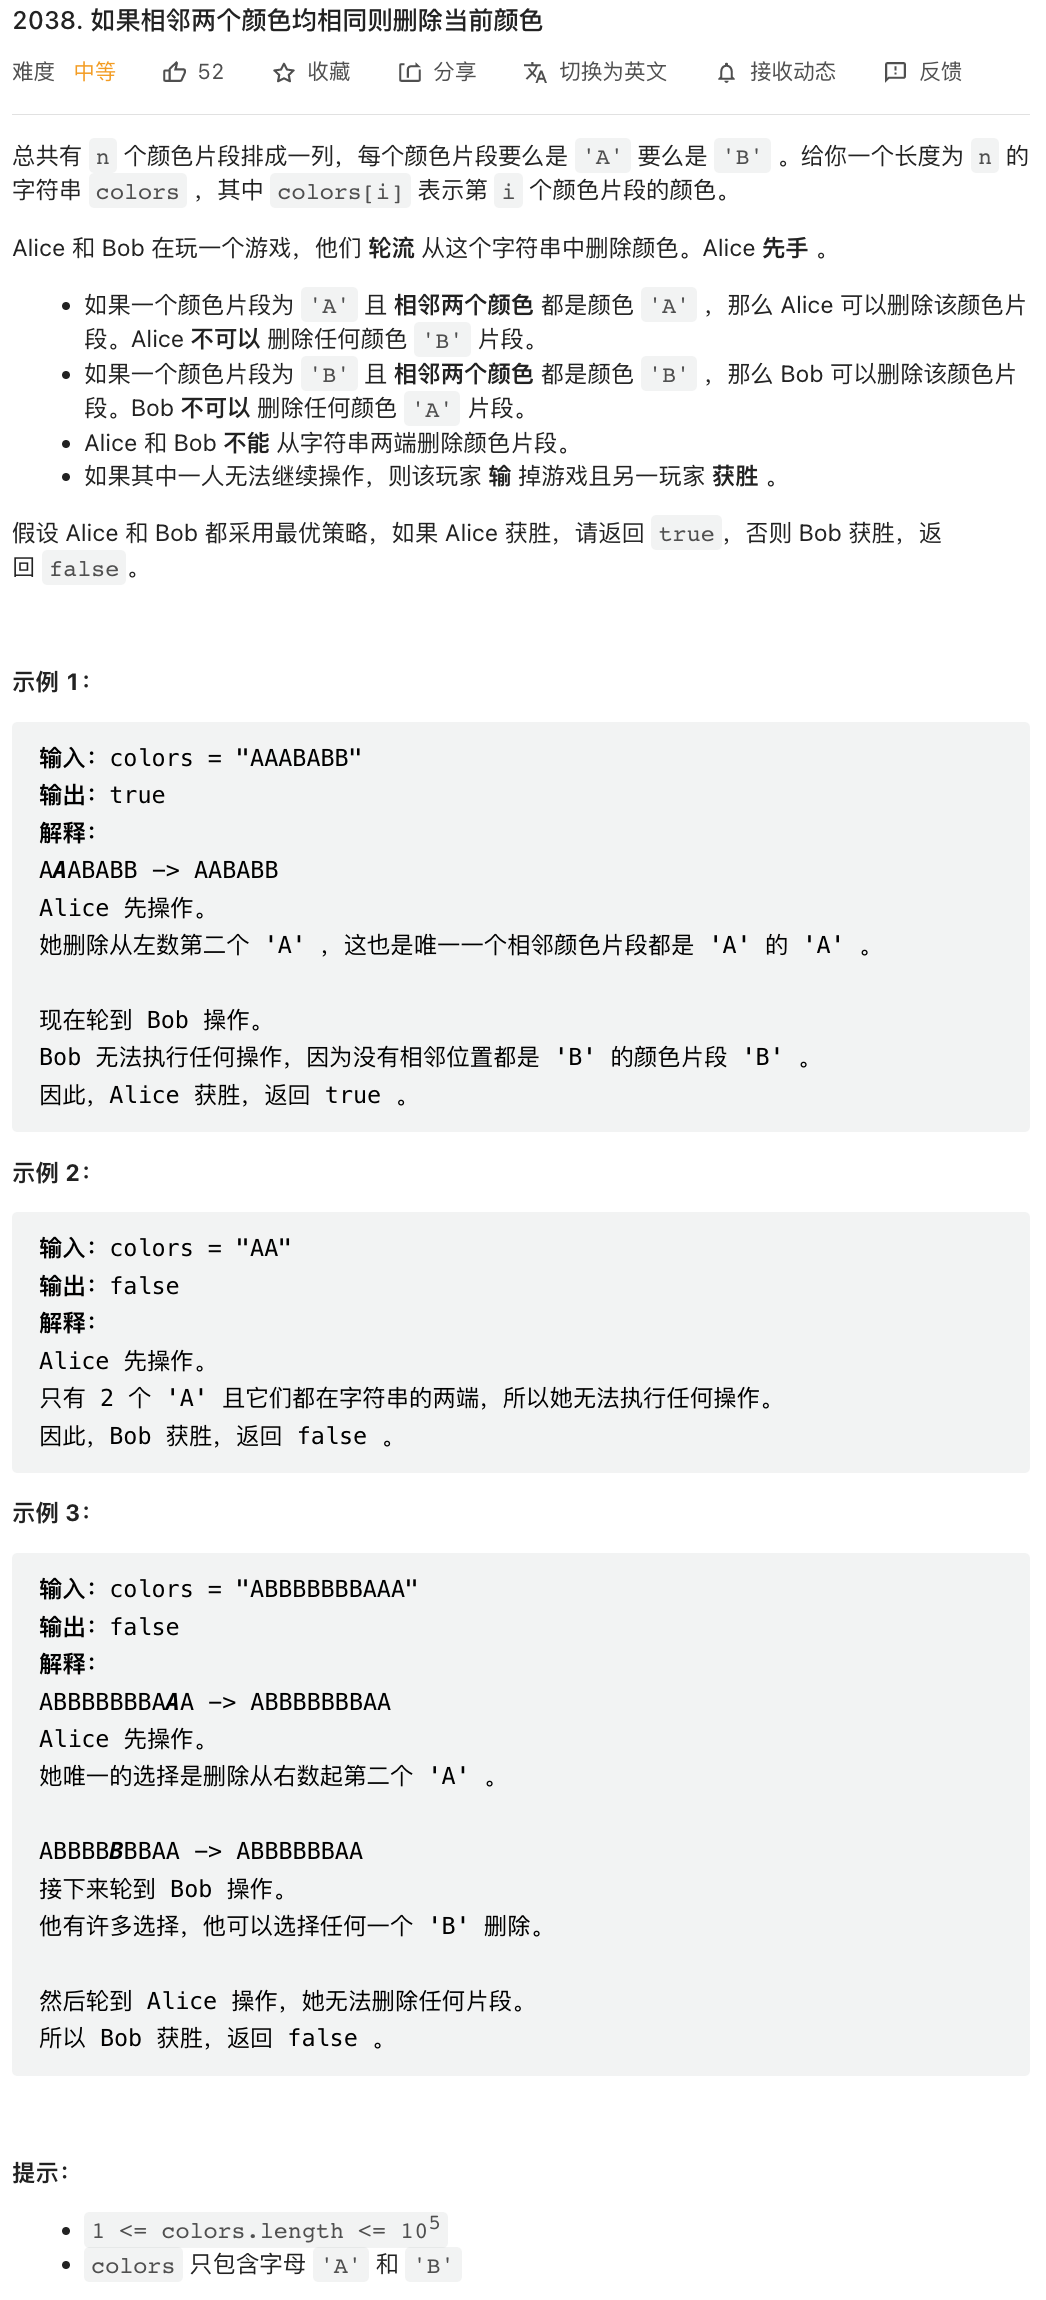 2038. 如果相邻两个颜色均相同则删除当前颜色
难度 中等 52 收藏 分享 切换为英文 接收动态 反馈
总共有 n 个颜色片段排成一列，每个颜色片段要么是 'A' 要么是 'B' 。给你一个长度为 n 的
字符串 colors ，其中 colors[i] 表示第 i 个颜色片段的颜色。
Alice 和 Bob 在玩一个游戏，他们 轮流 从这个字符串中删除颜色。Alice 先手 。
• 如果一个颜色片段为 'A' 且 相邻两个颜色 都是颜色 'A' ，那么 Alice 可以删除该颜色片
段。Alice 不可以 删除任何颜色 'B' 片段。
• 如果一个颜色片段为 'B' 且 相邻两个颜色 都是颜色 'B' ，那么 Bob 可以删除该颜色片
段。Bob 不可以 删除任何颜色 'A' 片段。
• Alice 和 Bob 不能 从字符串两端删除颜色片段。
• 如果其中一人无法继续操作，则该玩家 输 掉游戏且另一玩家 获胜 。
假设 Alice 和 Bob 都采用最优策略，如果 Alice 获胜，请返回 true，否则 Bob 获胜，返
回 false。
示例 1：
输入：colors = "AAABABB"
输出：true
解释：
AAABABB -> AABABB
Alice 先操作。
她删除从左数第二个 'A' ，这也是唯一一个相邻颜色片段都是 'A' 的 'A' 。
现在轮到 Bob 操作。
Bob 无法执行任何操作，因为没有相邻位置都是 'B' 的颜色片段 'B' 。
因此，Alice 获胜，返回 true 。
示例 2：
输入：colors = "AA"
输出：false
解释：
Alice 先操作。
只有 2 个 'A' 且它们都在字符串的两端，所以她无法执行任何操作。
因此，Bob 获胜，返回 false 。
示例 3：
输入：colors = "ABBBBBBBAAA"
输出：false
解释：
ABBBBBBBAAA -> ABBBBBBBAA
Alice 先操作。
她唯一的选择是删除从右数起第二个 'A' 。
ABBBBBBBAA -> ABBBBBBAA
接下来轮到 Bob 操作。
他有许多选择，他可以选择任何一个 'B' 删除。
然后轮到 Alice 操作，她无法删除任何片段。
所以 Bob 获胜，返回 false 。
提示：
• 1 <= colors.length <= 10⁵
• colors 只包含字母 'A' 和 'B'